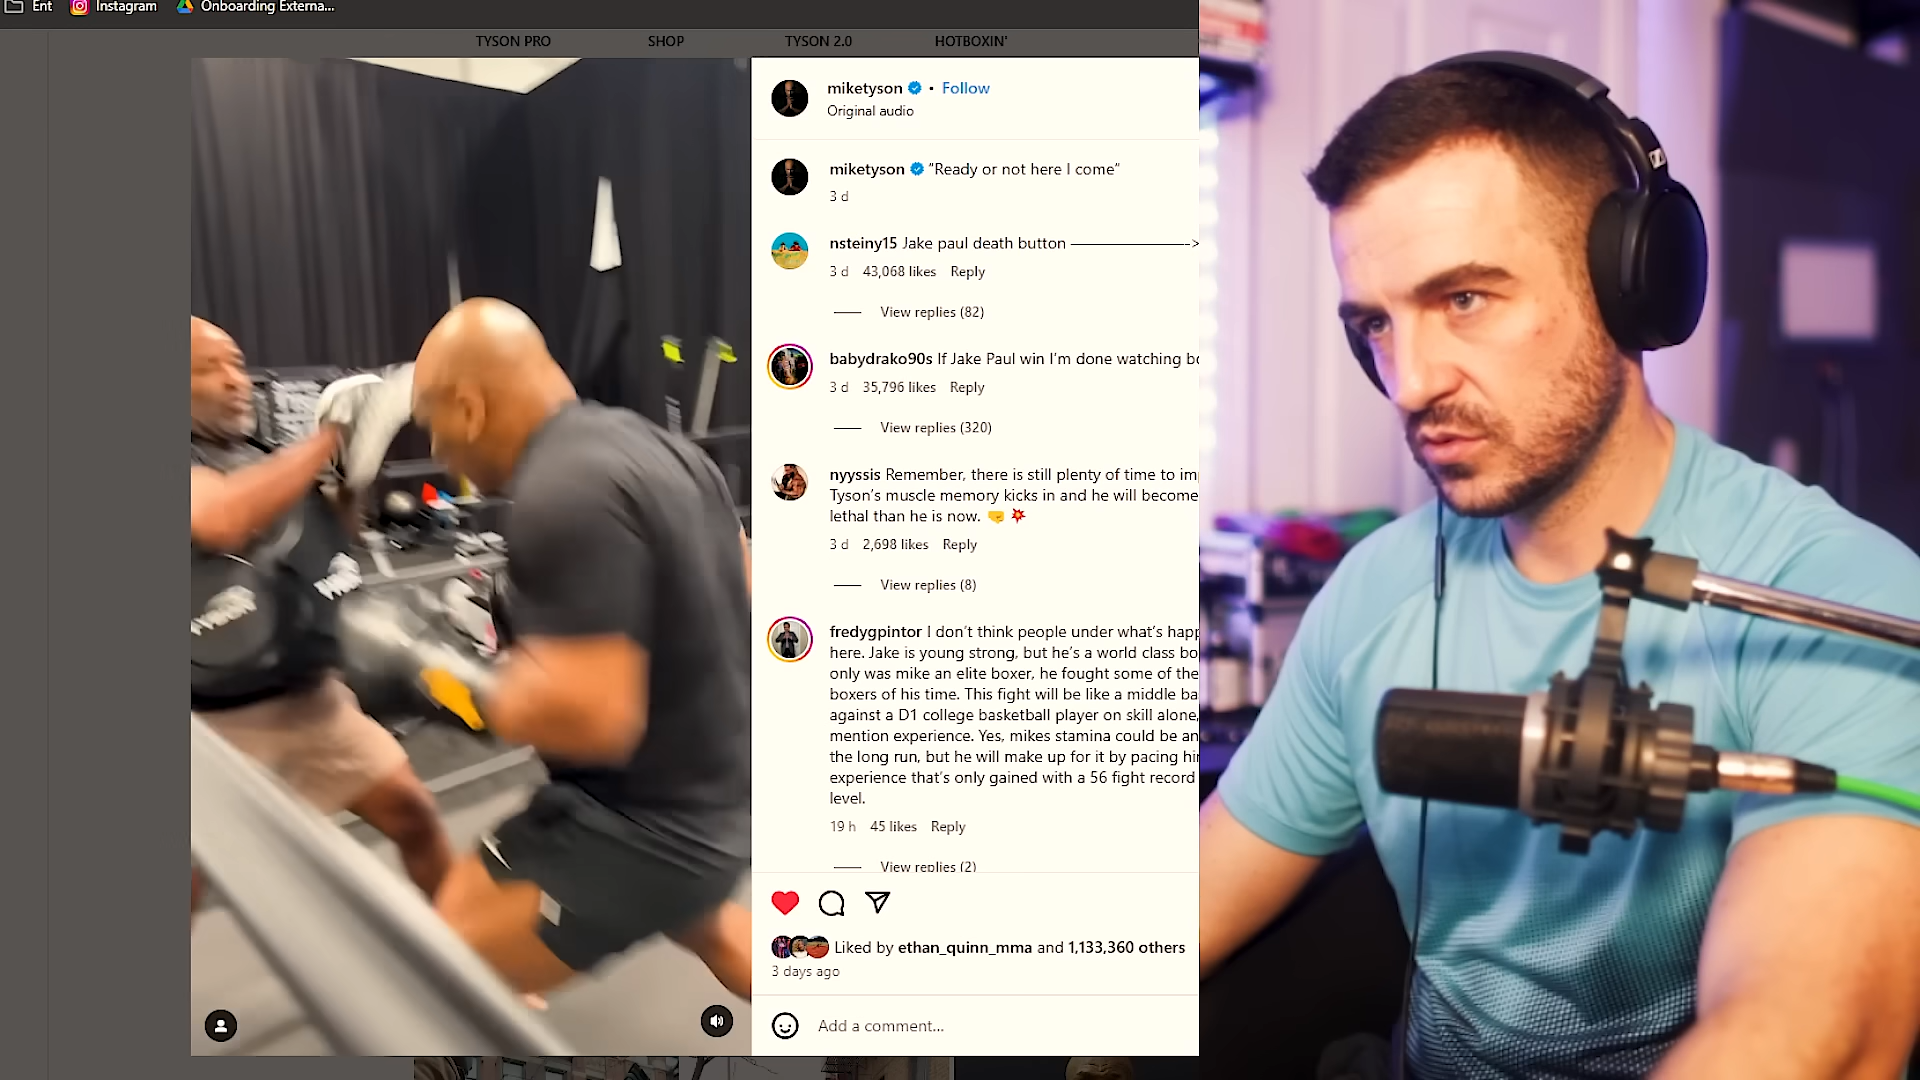 Ent Instagram Onboarding Externa...
TYSON PRO SHOP TYSON 2.0 HOTBOXIN'
miketyson • Follow
Original audio
miketyson "Ready or not here I come"
3 d
nsteiny15 Jake paul death button ———————->
3 d 43,068 likes Reply
View replies (82)
babydrako90s If Jake Paul win I'm done watching bo
3 d 35,796 likes Reply
View replies (320)
nyyssis Remember, there is still plenty of time to im
Tyson's muscle memory kicks in and he will become
lethal than he is now. 🤜 💥
3 d 2,698 likes Reply
View replies (8)
fredygpintor I don't think people under what's happ
here. Jake is young strong, but he's a world class bo
only was mike an elite boxer, he fought some of the
boxers of his time. This fight will be like a middle ba
against a D1 college basketball player on skill alone,
mention experience. Yes, mikes stamina could be an
the long run, but he will make up for it by pacing hi
experience that's only gained with a 56 fight record
level.
19 h 45 likes Reply
View replies (2)
Liked by ethan_quinn_mma and 1,133,360 others
3 days ago
Add a comment...